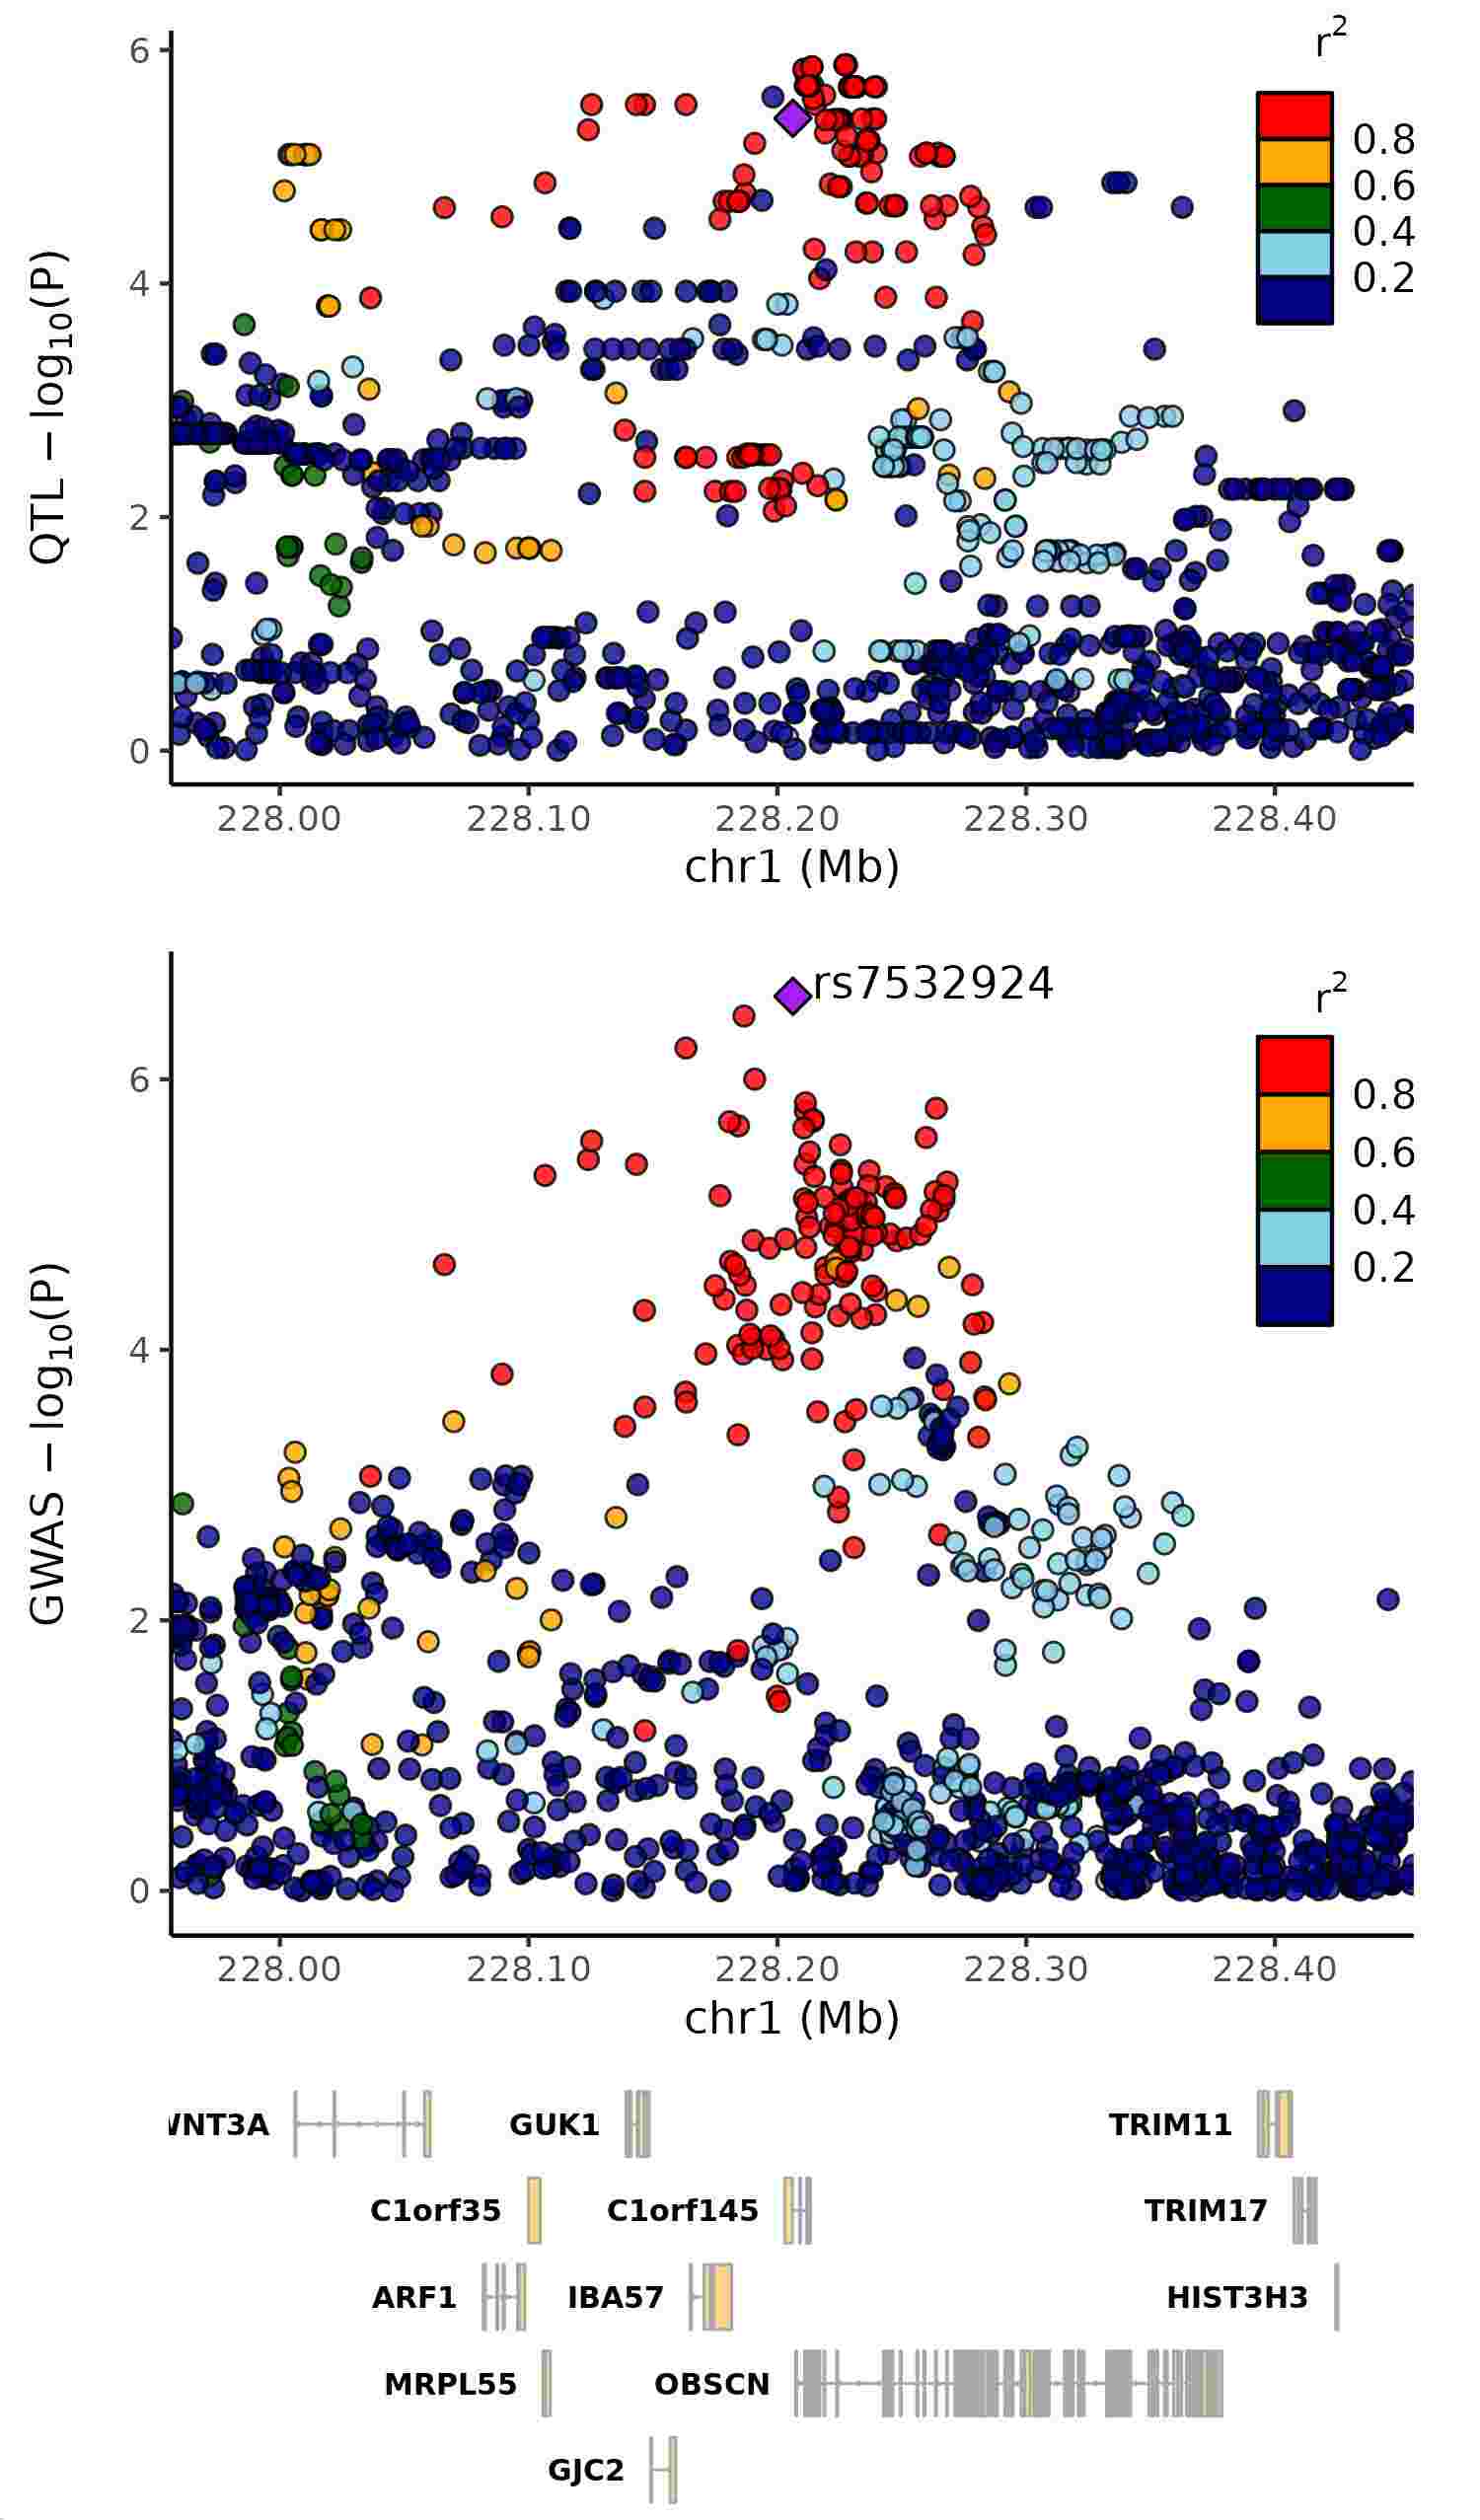 r²
6
4
2
0
0.8
0.6
0.4
0.2
QTL − log₁₀(P)
228.00 228.10 228.20 228.30 228.40
chr1 (Mb)
rs7532924
r²
6
4
2
0
0.8
0.6
0.4
0.2
GWAS − log₁₀(P)
228.00 228.10 228.20 228.30 228.40
chr1 (Mb)
WNT3A GUK1 TRIM11
C1orf35 C1orf145 TRIM17
ARF1 IBA57 HIST3H3
MRPL55 OBSCN
GJC2